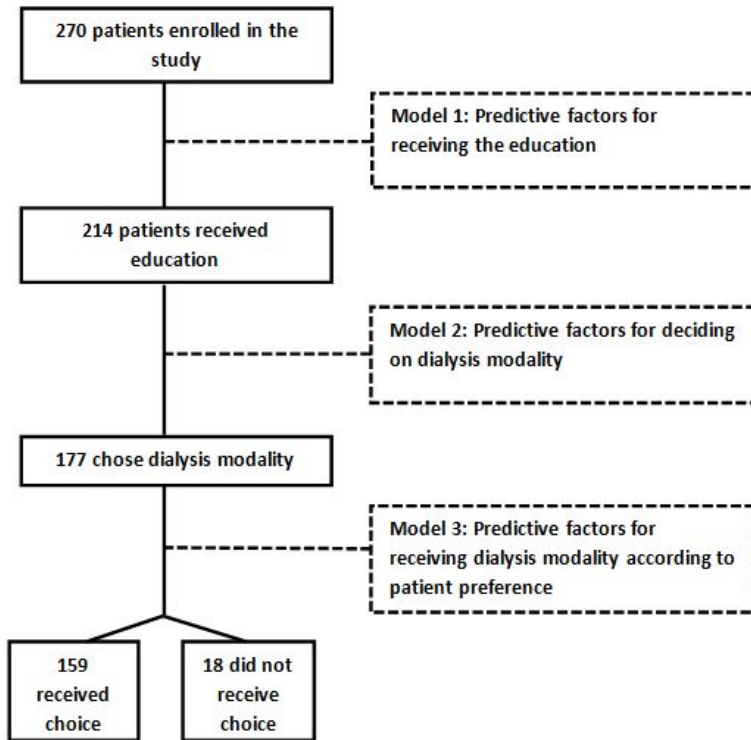 270 patients enrolled in the
study
Model 1: Predictive factors for
receiving the education
214 patients received
education
Model 2: Predictive factors for deciding
on dialysis modality
177 chose dialysis modality
Model 3: Predictive factors for
receiving dialysis modality according to
patient preference
159
received
choice
18 did not
receive
choice